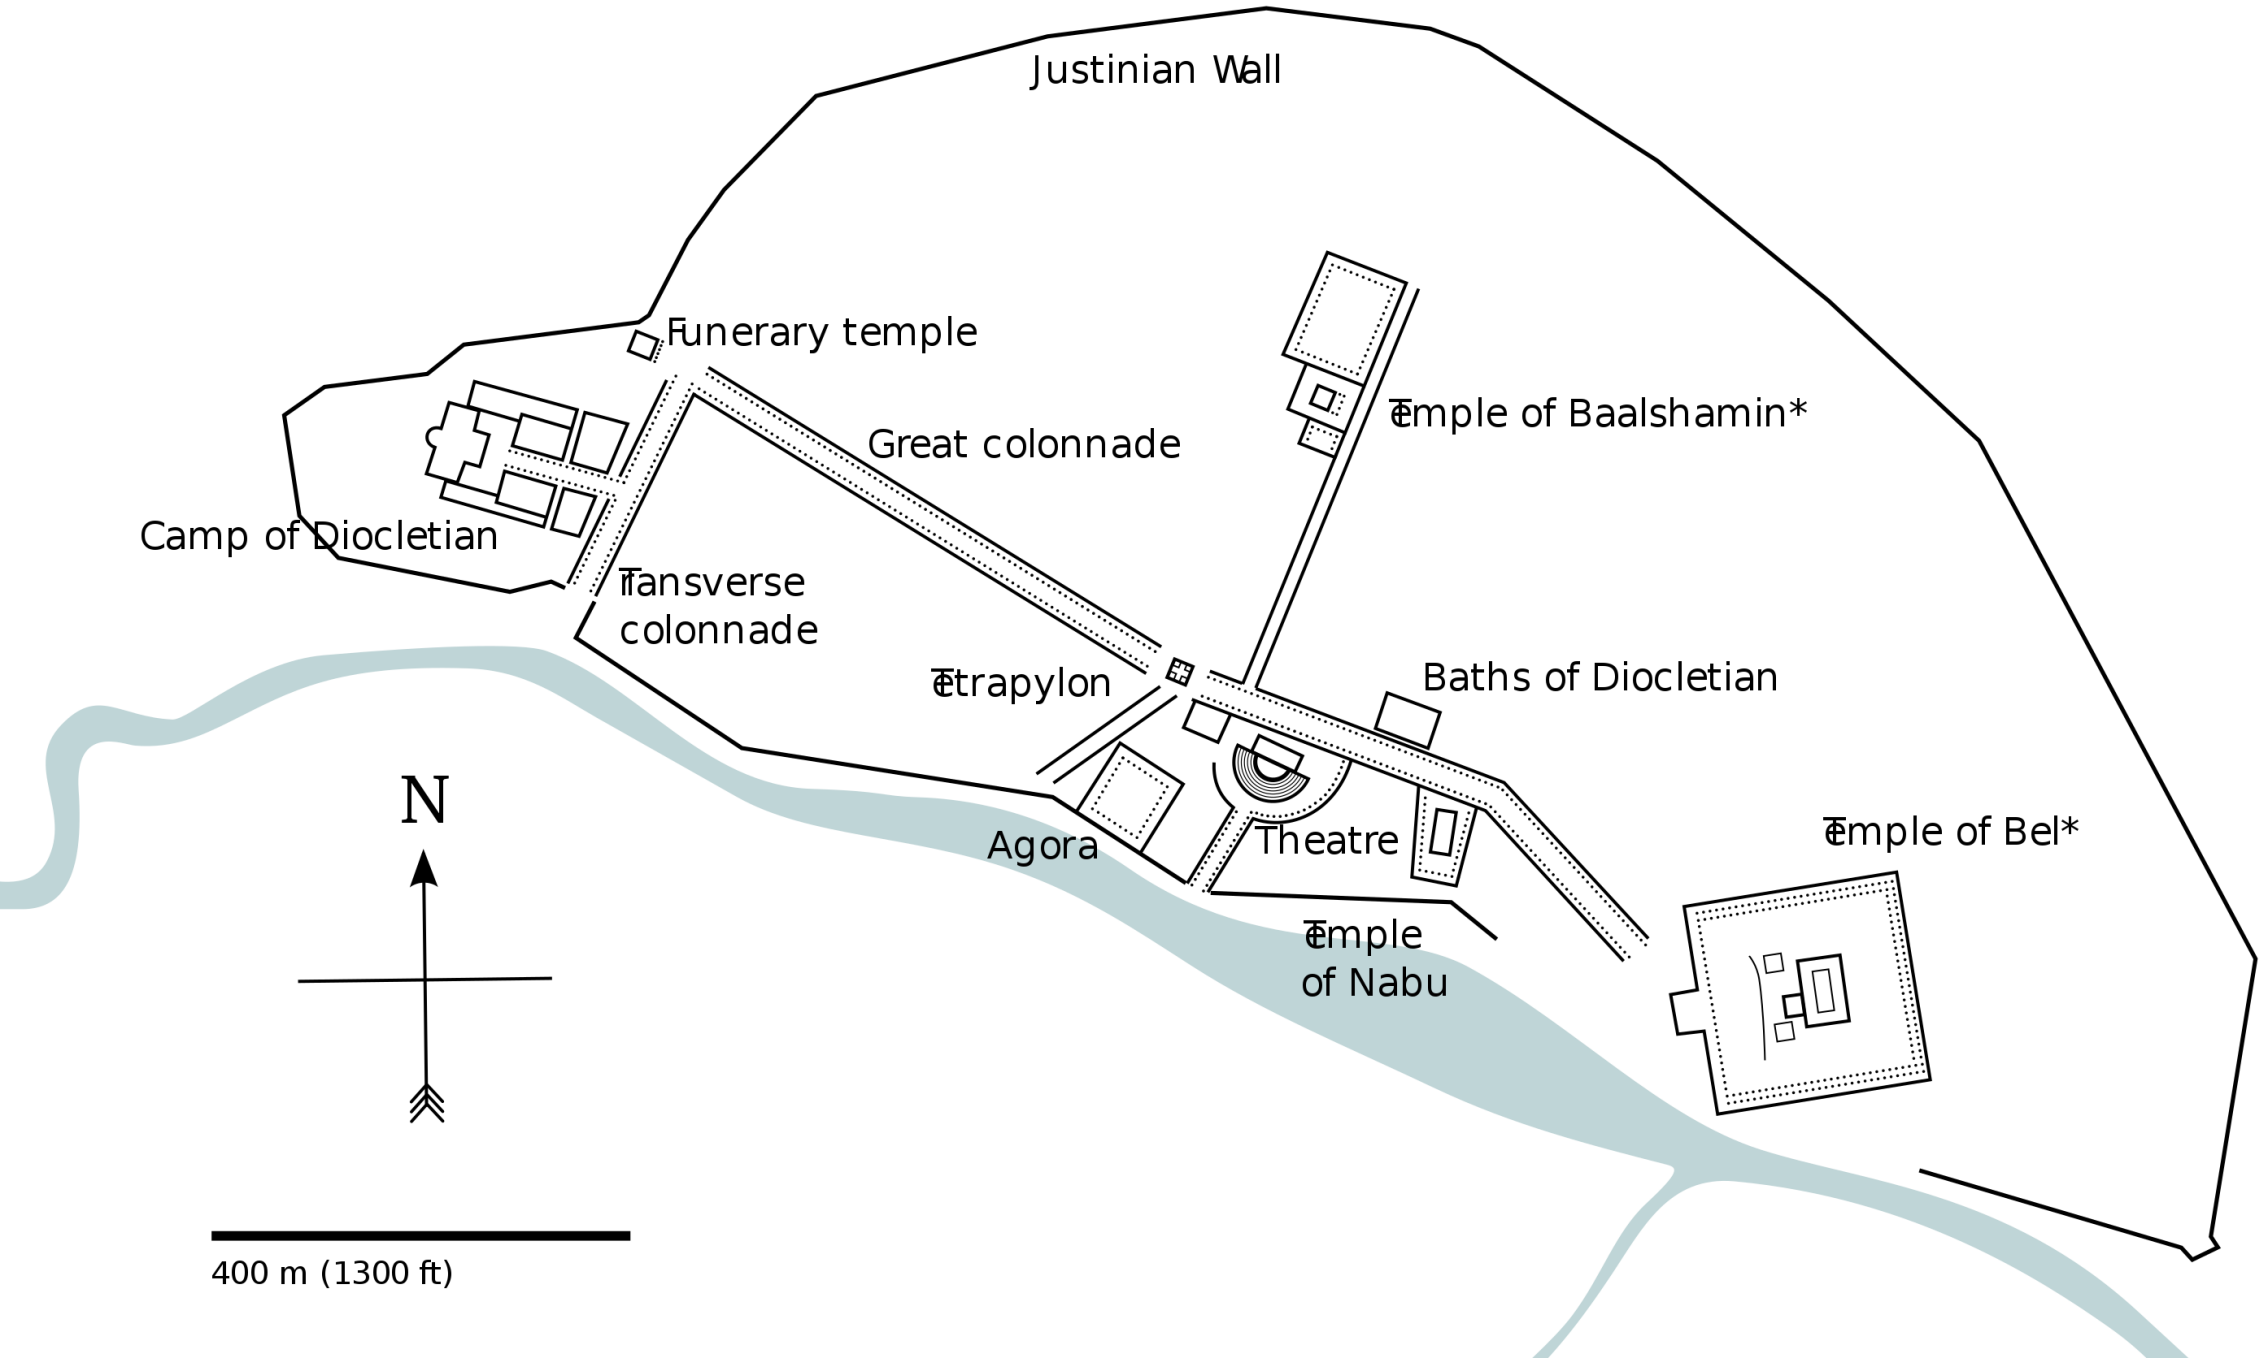 Justinian Wall
Funerary temple
Temple of Baalshamin*
Great colonnade
Camp of Diocletian
Transverse
colonnade
Tetrapylon
Baths of Diocletian
N
Agora
Theatre
Temple of Bel*
Temple
of Nabu
400 m (1300 ft)